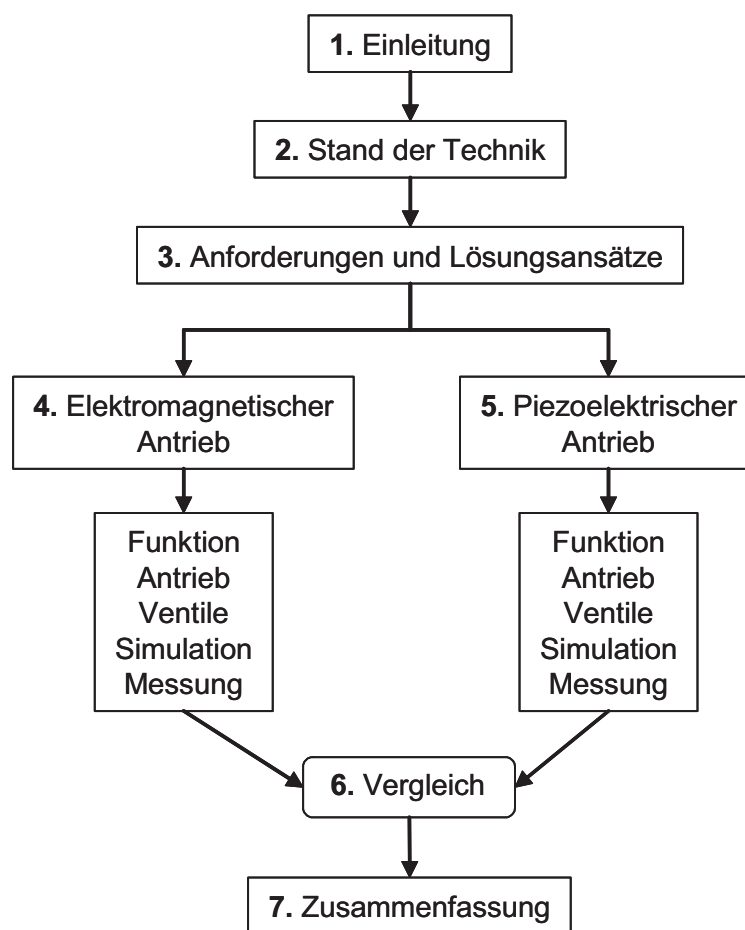 1. Einleitung
2. Stand der Technik
3. Anforderungen und Lösungsansätze
4. Elektromagnetischer
Antrieb
5. Piezoelektrischer
Antrieb
Funktion
Antrieb
Ventile
Simulation
Messung
Funktion
Antrieb
Ventile
Simulation
Messung
6. Vergleich
7. Zusammenfassung